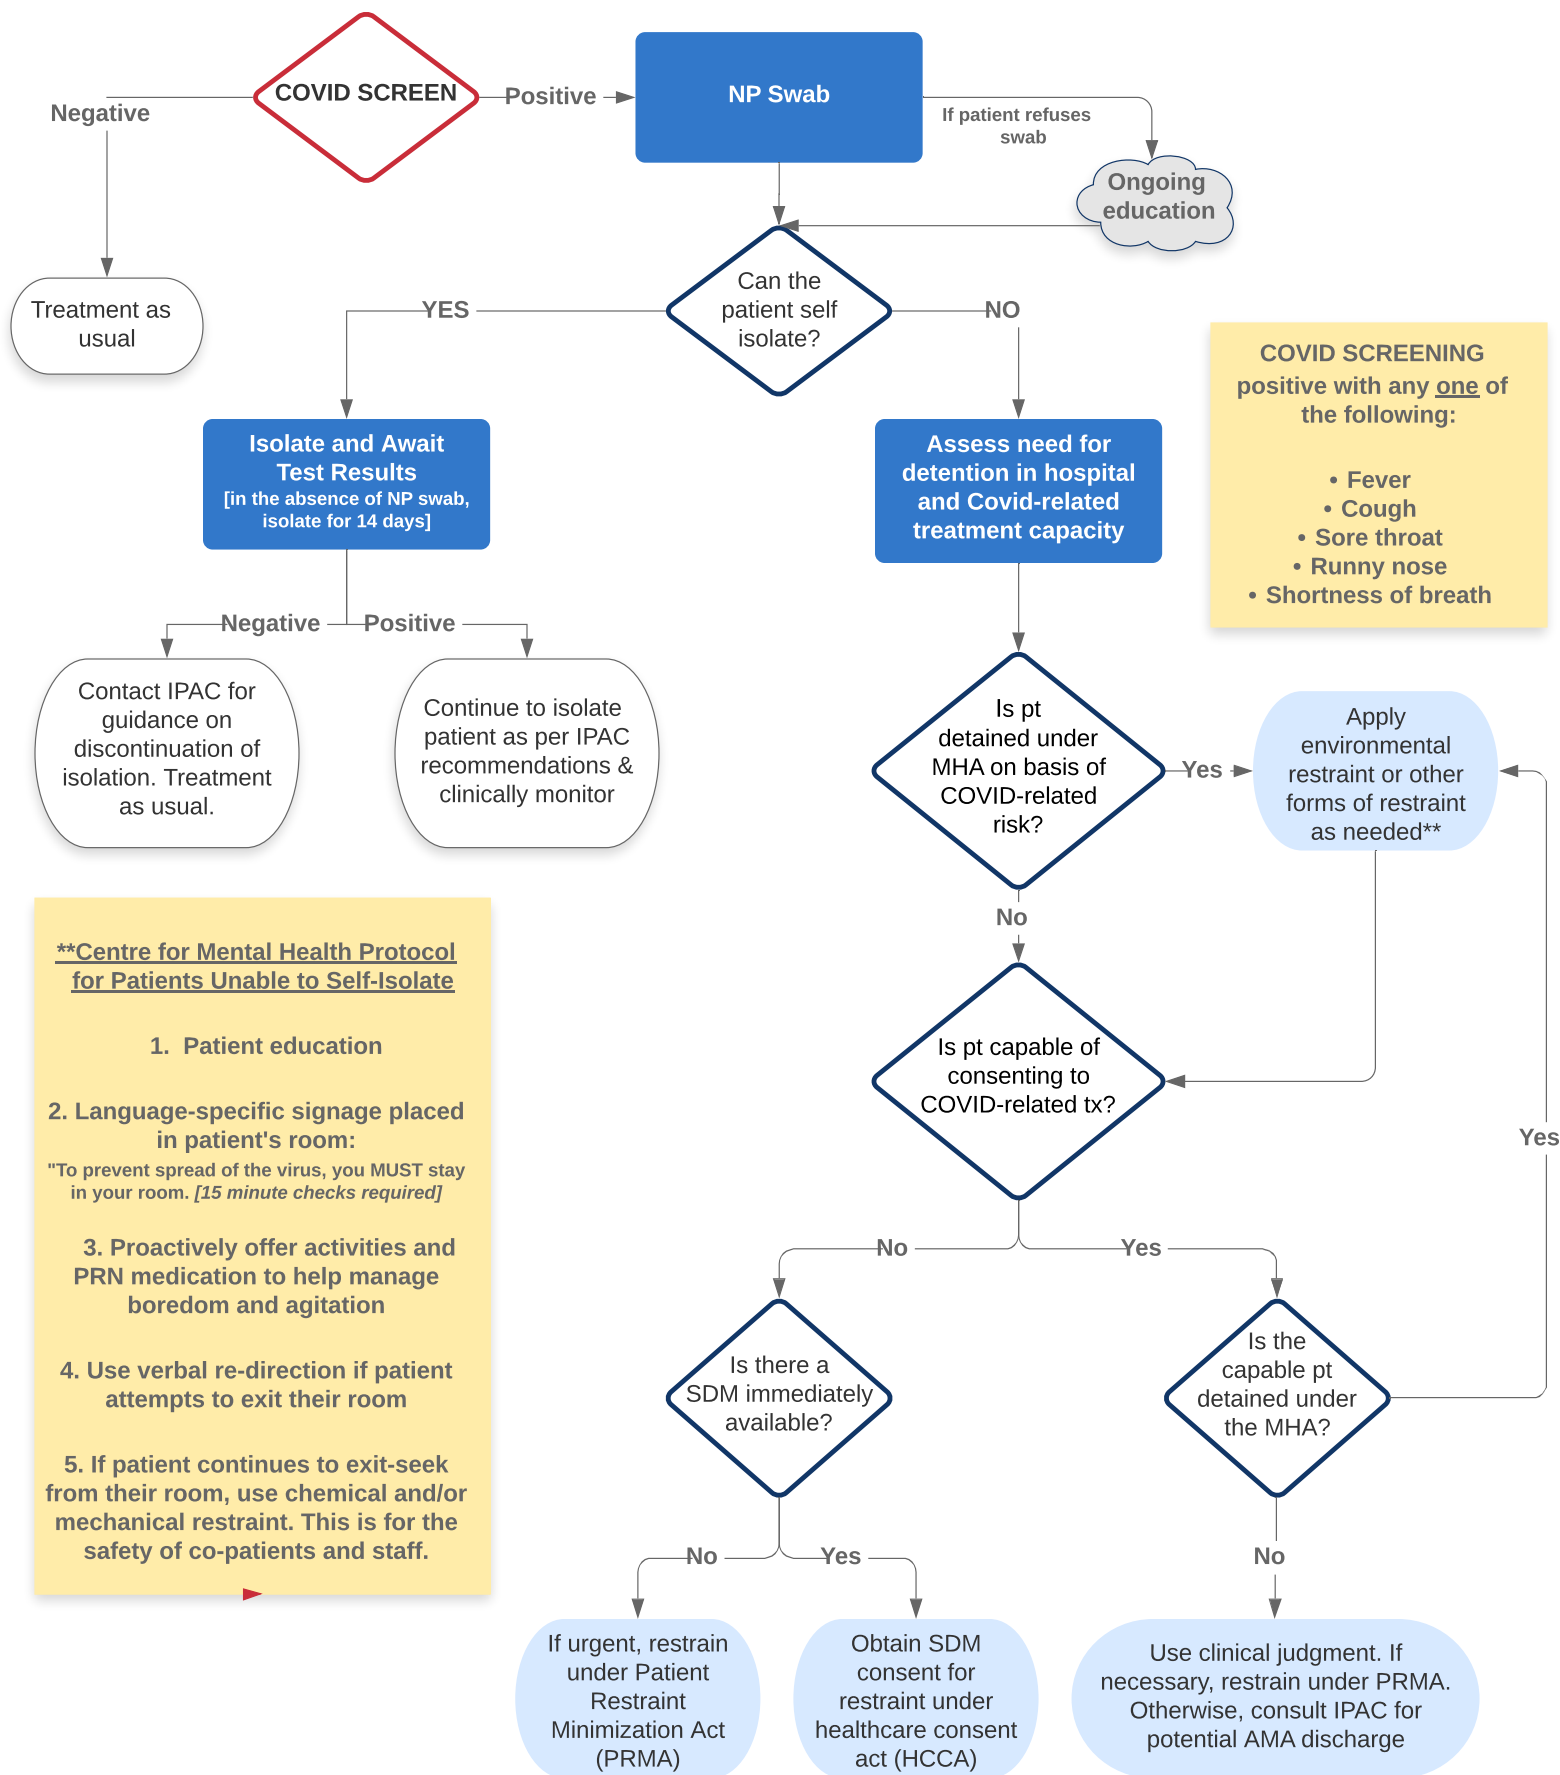 COVID SCREEN
Positive
NP Swab
Negative
If patient refuses
swab
Ongoing
education
Treatment as
usual
Can the
patient self
isolate?
YES
NO
COVID SCREENING
positive with any one of
the following:
• Fever
• Cough
• Sore throat
• Runny nose
• Shortness of breath
Isolate and Await
Test Results
[in the absence of NP swab,
isolate for 14 days]
Assess need for
detention in hospital
and Covid-related
treatment capacity
Negative
Positive
Contact IPAC for
guidance on
discontinuation of
isolation. Treatment
as usual.
Continue to isolate
patient as per IPAC
recommendations &
clinically monitor
Is pt
detained under
MHA on basis of
COVID-related
risk?
Yes
Apply
environmental
restraint or other
forms of restraint
as needed**
No
**Centre for Mental Health Protocol
for Patients Unable to Self-Isolate
1. Patient education
2. Language-specific signage placed
in patient's room:
"To prevent spread of the virus, you MUST stay
in your room. [15 minute checks required]
3. Proactively offer activities and
PRN medication to help manage
boredom and agitation
4. Use verbal re-direction if patient
attempts to exit their room
5. If patient continues to exit-seek
from their room, use chemical and/or
mechanical restraint. This is for the
safety of co-patients and staff.
Is pt capable of
consenting to
COVID-related tx?
Yes
No
Yes
Is there a
SDM immediately
available?
Is the
capable pt
detained under
the MHA?
No
Yes
No
If urgent, restrain
under Patient
Restraint
Minimization Act
(PRMA)
Obtain SDM
consent for
restraint under
healthcare consent
act (HCCA)
Use clinical judgment. If
necessary, restrain under PRMA.
Otherwise, consult IPAC for
potential AMA discharge